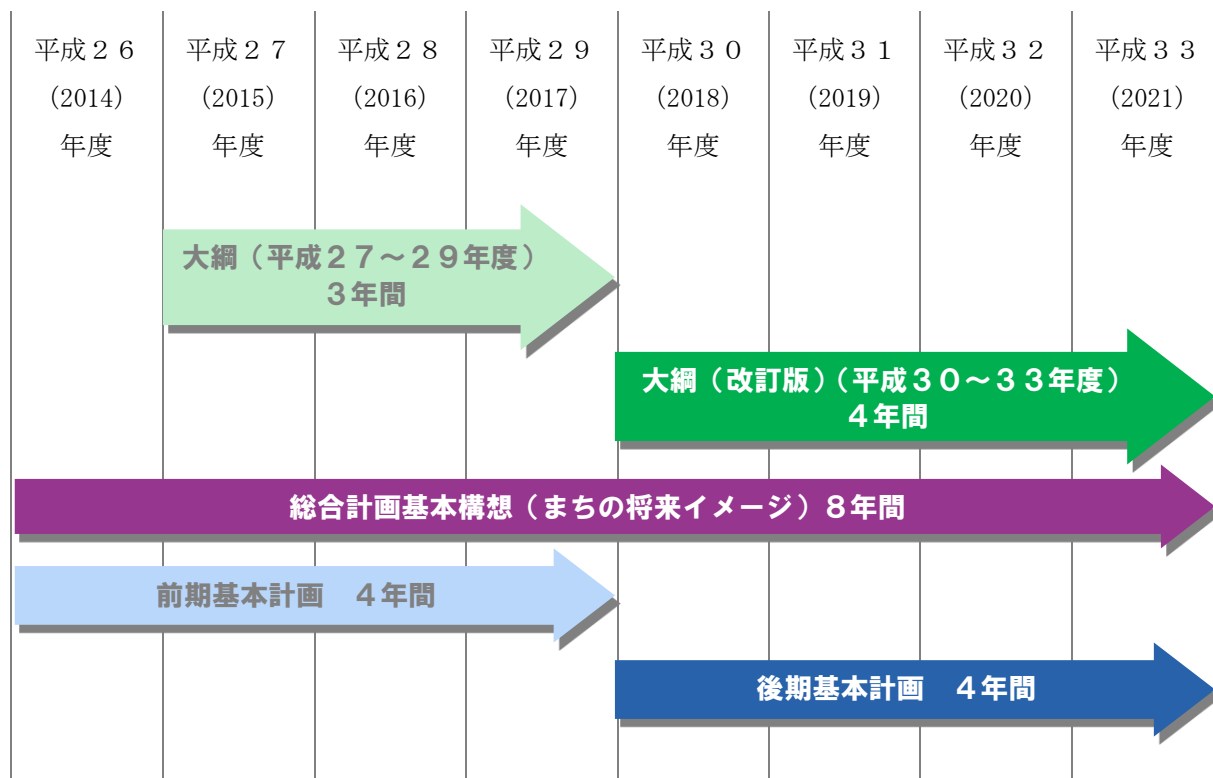 平成２６ 平成２７ 平成２８ 平成２９ 平成３０ 平成３１ 平成３２ 平成３３
(2014) (2015) (2016) (2017) (2018) (2019) (2020) (2021)
年度 年度 年度 年度 年度 年度 年度 年度
大綱（平成２７～２９年度）
３年間
大綱（改訂版）（平成３０～３３年度）
４年間
総合計画基本構想（まちの将来イメージ）８年間
前期基本計画　４年間
後期基本計画　４年間